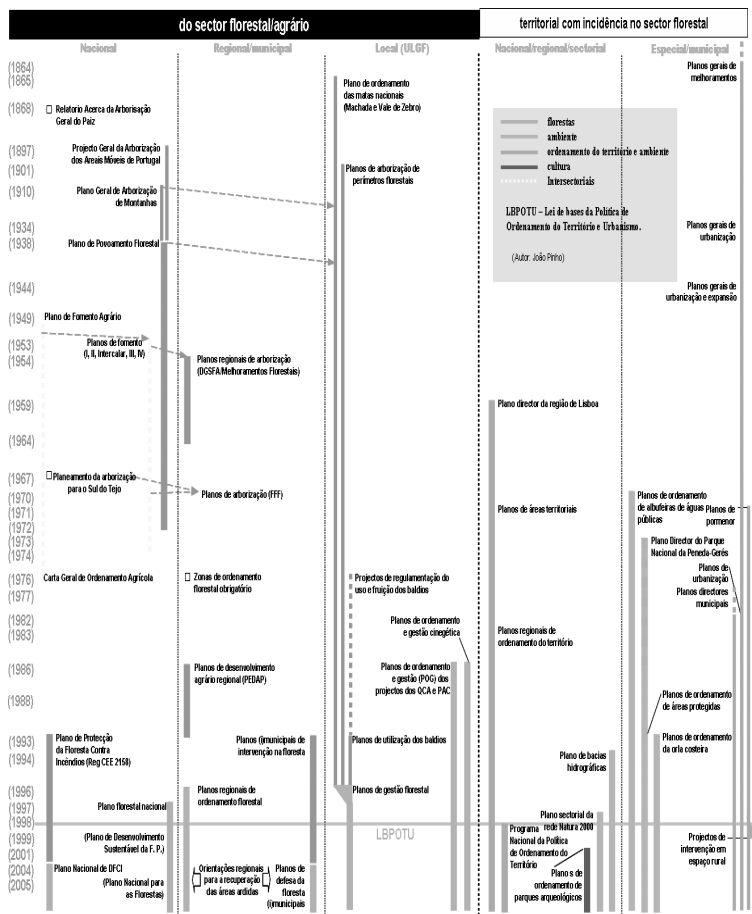 do sector florestal/agrário
territorial com incidência no sector florestal
Nacional
Regional/municipal
Local (ULGF)
Nacional/regional/sectorial
Especial/municipal
(1864)
(1865)
(1868)
(1897)
(1901)
(1910)
(1934)
(1938)
(1944)
(1949)
(1953)
(1954)
(1959)
(1964)
(1967)
(1970)
(1971)
(1972)
(1973)
(1974)
(1976)
(1977)
(1982)
(1983)
(1986)
(1988)
(1993)
(1994)
(1996)
(1997)
(1998)
(1999)
(2001)
(2004)
(2005)
Relatorio Acerca da Arborisação
Geral do Paiz
Projecto Geral da Arborização
dos Areais Móveis de Portugal
Plano Geral de Arborização
de Montanhas
Plano de Povoamento Florestal
Plano de Fomento Agrário
Planos de fomento
(I, II, Intercalar, III, IV)
Planeamento da arborização
para o Sul do Tejo
Carta Geral de Ordenamento Agrícola
Plano de Protecção
da Floresta Contra
Incêndios (Reg CEE 2158)
Plano florestal nacional
(Plano de Desenvolvimento
Sustentável da F. P.)
Plano Nacional de DFCI
(Plano Nacional para
as Florestas)
Planos regionais de arborização
(DGSFA/Melhoramentos Florestais)
Planos de arborização (FFF)
Zonas de ordenamento
florestal obrigatório
Planos de desenvolvimento
agrário regional (PEDAP)
Planos (i)municipais de
intervenção na floresta
Planos regionais de
ordenamento florestal
Orientações regionais
para a recuperação
das áreas ardidas
Planos de
defesa da
floresta
(i)municipais
Plano de ordenamento
das matas nacionais
(Machada e Vale de Zebro)
Planos de arborização de
perímetros florestais
Projectos de regulamentação do
uso e fruição dos baldios
Planos de ordenamento
e gestão cinegética
Planos de ordenamento
e gestão (POG) dos
projectos dos QCA e PAC
Planos de utilização dos baldios
Planos de gestão florestal
LBPOTU
florestas
ambiente
ordenamento do território e ambiente
cultura
Intersectoriais
LBPOTU – Lei de bases da Política de
Ordenamento do Território e Urbanismo.
(Autor: João Pinho)
Plano director da região de Lisboa
Planos de áreas territoriais
Planos regionais de
ordenamento do território
Plano de bacias
hidrográficas
Plano sectorial da
rede Natura 2000
Programa
Nacional da Política
de Ordenamento do
Território
Plano s de
ordenamento de
parques arqueológicos
Planos gerais de
melhoramentos
Planos gerais de
urbanização
Planos gerais de
urbanização e expansão
Planos de ordenamento
de albufeiras de águas
públicas
Planos de
pormenor
Plano Director do Parque
Nacional da Peneda-Gerés
Planos de
urbanização
Planos directores
municipais
Planos de ordenamento
de áreas protegidas
Planos de ordenamento
da orla costeira
Projectos de
intervenção em
espaço rural